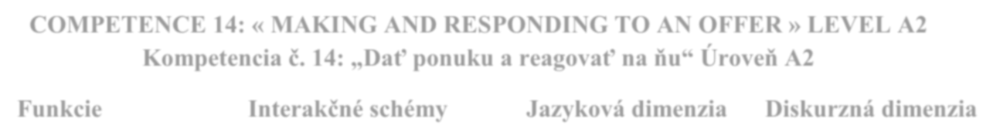 COMPETENCE 14: « MAKING AND RESPONDING TO AN OFFER » LEVEL A2
Kompetencia č. 14: „Dať ponuku a reagovať na ňu“ Úroveň A2
Funkcie Interakčné schémy Jazyková dimenzia Diskurzná dimenzia